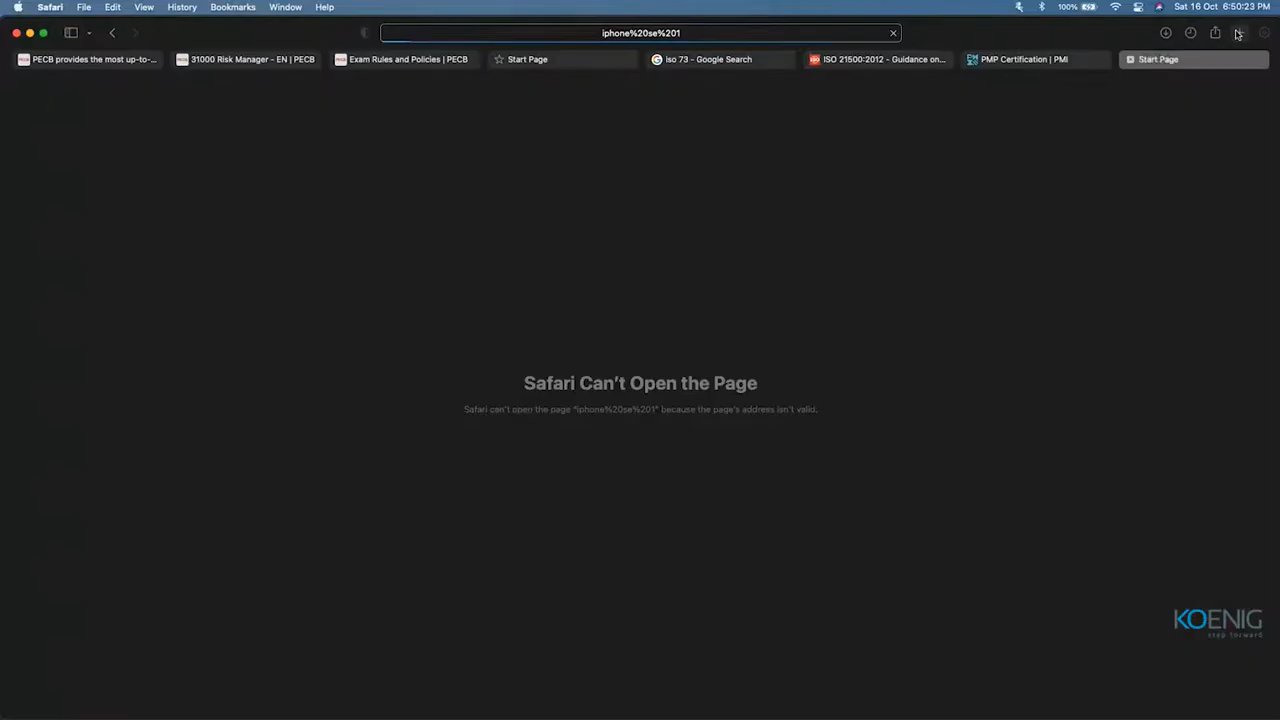 Safari File Edit View History Bookmarks Window Help 100% Sat 16 Oct 6:50:23 PM
iphone%20se%201
PECB provides the most up-to-... 31000 Risk Manager - EN | PECB Exam Rules and Policies | PECB Start Page iso 73 - Google Search ISO ISO 21500:2012 - Guidance on... PMP Certification | PMI Start Page
Safari Can't Open the Page
Safari can't open the page "iphone%20se%201" because the page's address isn't valid.
KOENIG
step forward